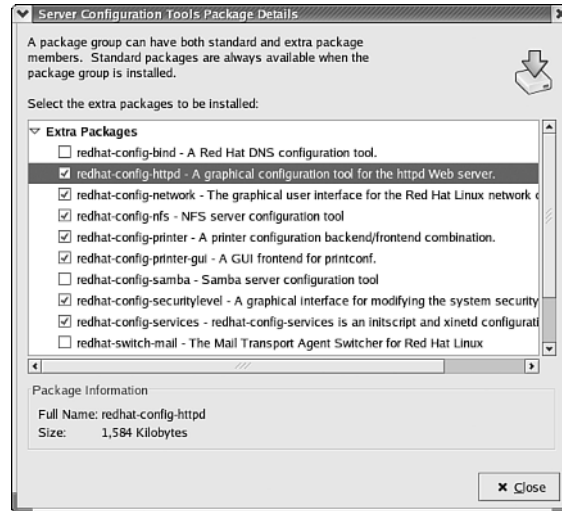 Server Configuration Tools Package Details
A package group can have both standard and extra package
members. Standard packages are always available when the
package group is installed.
Select the extra packages to be installed:
Extra Packages
redhat-config-bind - A Red Hat DNS configuration tool.
redhat-config-httpd - A graphical configuration tool for the httpd Web server.
redhat-config-network - The graphical user interface for the Red Hat Linux network
redhat-config-nfs - NFS server configuration tool
redhat-config-printer - A printer configuration backend/frontend combination.
redhat-config-printer-gui - A GUI frontend for printconf.
redhat-config-samba - Samba server configuration tool
redhat-config-securitylevel - A graphical interface for modifying the system security
redhat-config-services - redhat-config-services is an initscript and xinetd configurati
redhat-switch-mail - The Mail Transport Agent Switcher for Red Hat Linux
Package Information
Full Name: redhat-config-httpd
Size: 1,584 Kilobytes
Close